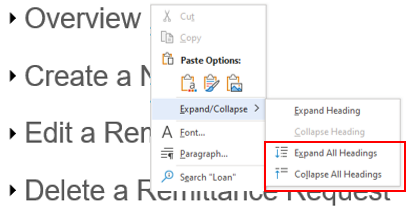 Overview
Cut
Copy
Create a N
Paste Options:
Expand/Collapse
Expand Heading
Collapse Heading
Edit a Rem
Font...
Expand All Headings
Paragraph...
Collapse All Headings
Search "Loan"
Delete a Remittance Request